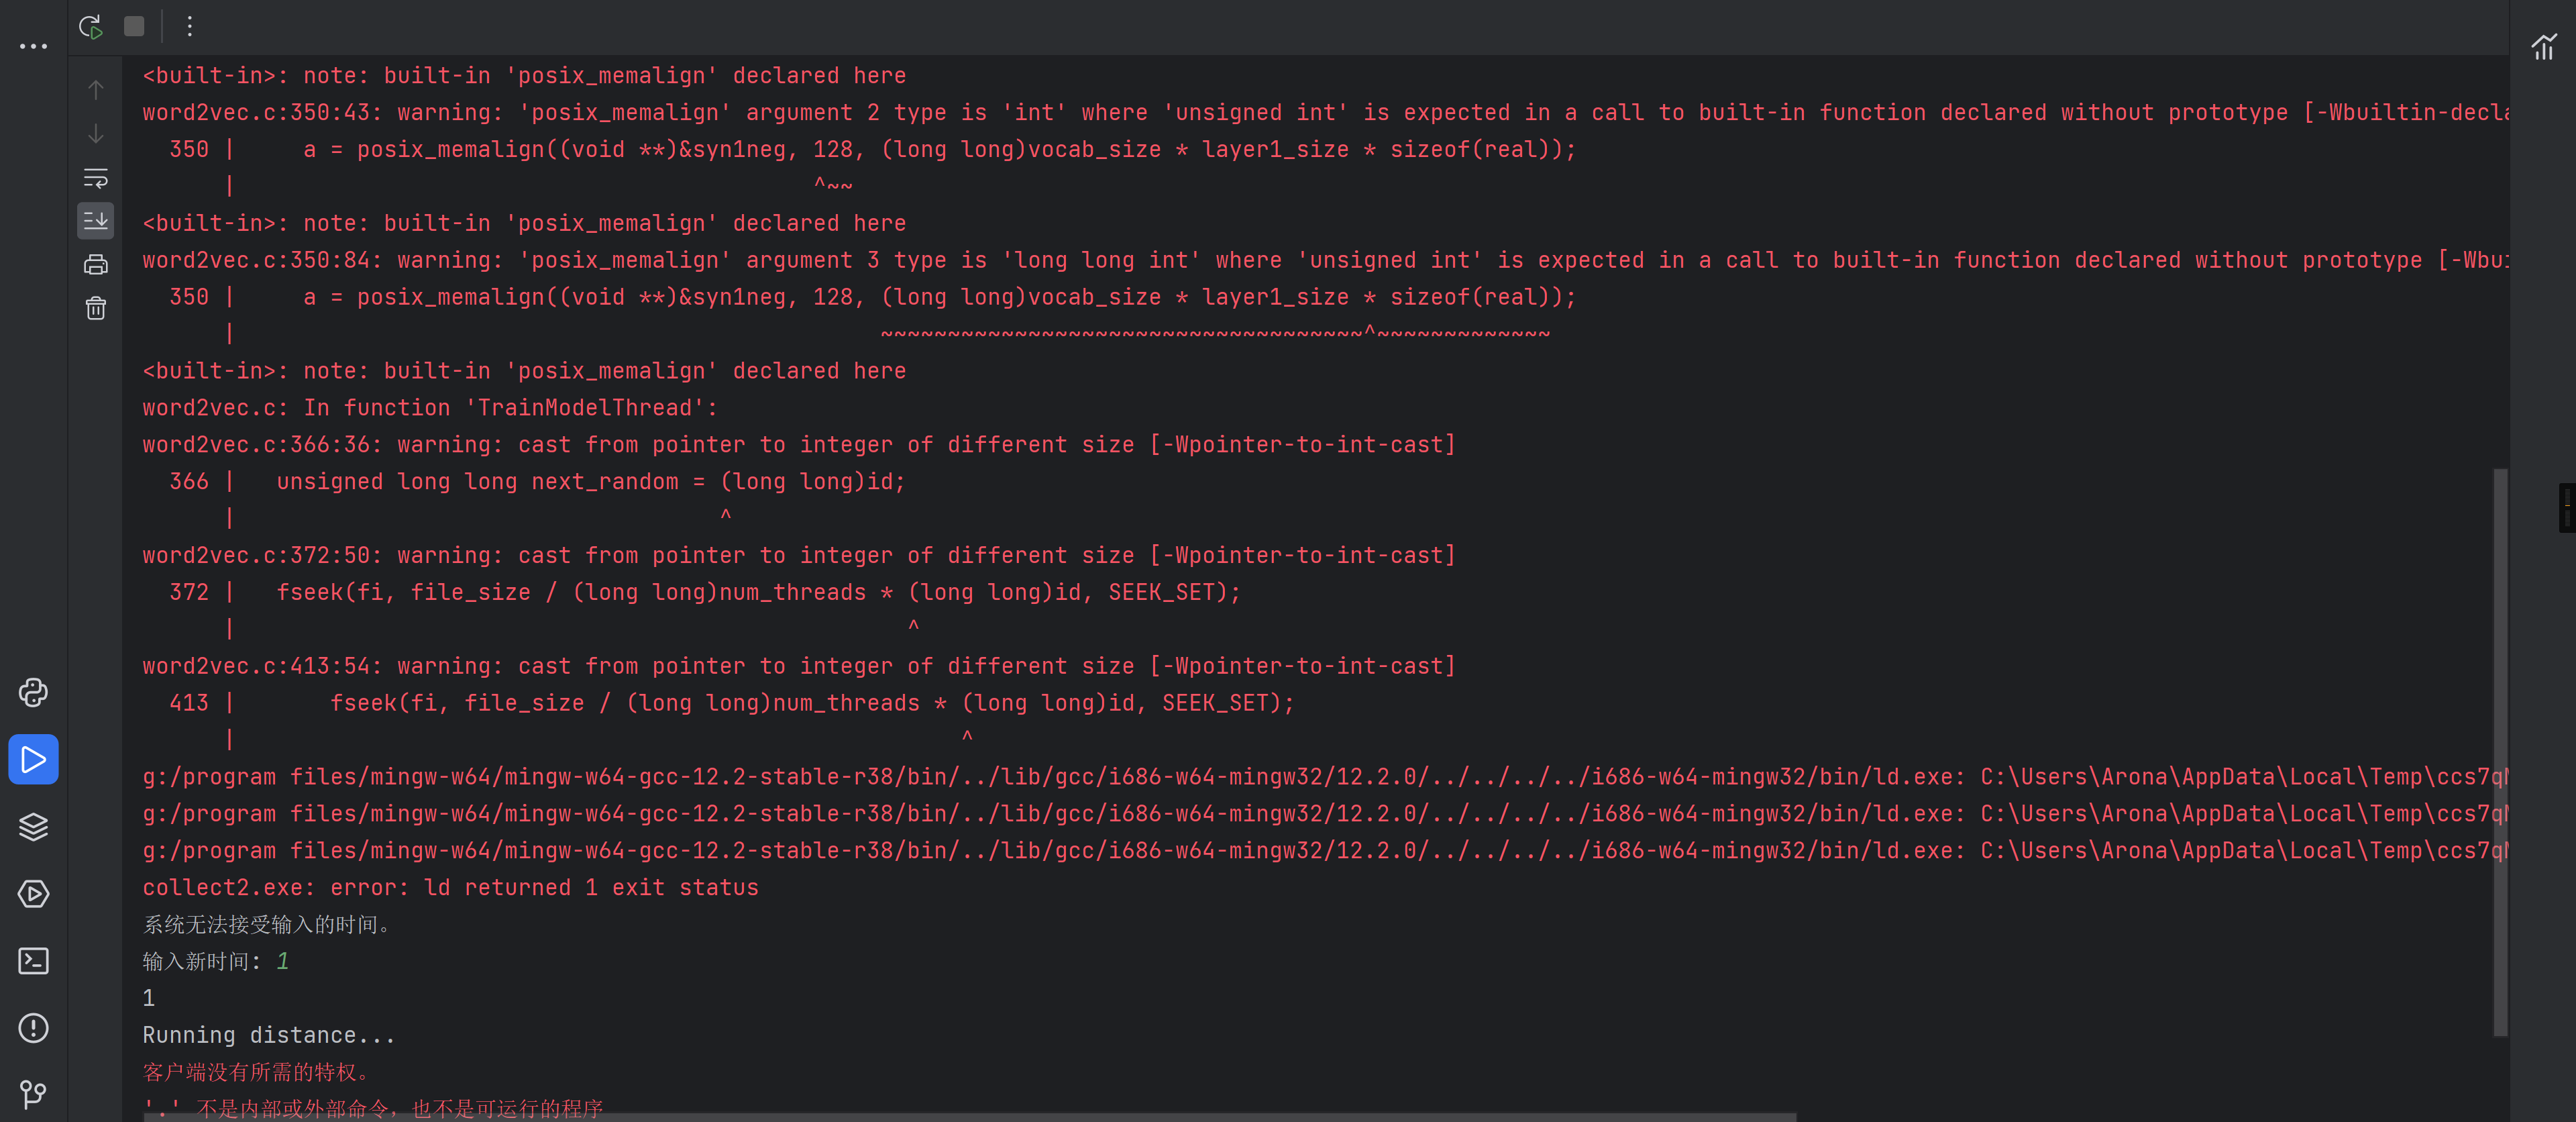 <built-in>: note: built-in 'posix_memalign' declared here
word2vec.c:350:43: warning: 'posix_memalign' argument 2 type is 'int' where 'unsigned int' is expected in a call to built-in function declared without prototype [-Wbuiltin-decla
350 |     a = posix_memalign((void **)&syn1neg, 128, (long long)vocab_size * layer1_size * sizeof(real));
|                                           ^~~
<built-in>: note: built-in 'posix_memalign' declared here
word2vec.c:350:84: warning: 'posix_memalign' argument 3 type is 'long long int' where 'unsigned int' is expected in a call to built-in function declared without prototype [-Wbui
350 |     a = posix_memalign((void **)&syn1neg, 128, (long long)vocab_size * layer1_size * sizeof(real));
|                                                ~~~~~~~~~~~~~~~~~~~~~~~~~~~~~~~~~~~~^~~~~~~~~~~~~~
<built-in>: note: built-in 'posix_memalign' declared here
word2vec.c: In function 'TrainModelThread':
word2vec.c:366:36: warning: cast from pointer to integer of different size [-Wpointer-to-int-cast]
366 |   unsigned long long next_random = (long long)id;
|                                    ^
word2vec.c:372:50: warning: cast from pointer to integer of different size [-Wpointer-to-int-cast]
372 |   fseek(fi, file_size / (long long)num_threads * (long long)id, SEEK_SET);
|                                                  ^
word2vec.c:413:54: warning: cast from pointer to integer of different size [-Wpointer-to-int-cast]
413 |       fseek(fi, file_size / (long long)num_threads * (long long)id, SEEK_SET);
|                                                      ^
g:/program files/mingw-w64/mingw-w64-gcc-12.2-stable-r38/bin/../lib/gcc/i686-w64-mingw32/12.2.0/../../../../i686-w64-mingw32/bin/ld.exe: C:\Users\Arona\AppData\Local\Temp\ccs7q
g:/program files/mingw-w64/mingw-w64-gcc-12.2-stable-r38/bin/../lib/gcc/i686-w64-mingw32/12.2.0/../../../../i686-w64-mingw32/bin/ld.exe: C:\Users\Arona\AppData\Local\Temp\ccs7q
g:/program files/mingw-w64/mingw-w64-gcc-12.2-stable-r38/bin/../lib/gcc/i686-w64-mingw32/12.2.0/../../../../i686-w64-mingw32/bin/ld.exe: C:\Users\Arona\AppData\Local\Temp\ccs7q
collect2.exe: error: ld returned 1 exit status
系统无法接受输入的时间。
输入新时间: 1
1
Running distance...
客户端没有所需的特权。
'.' 不是内部或外部命令，也不是可运行的程序